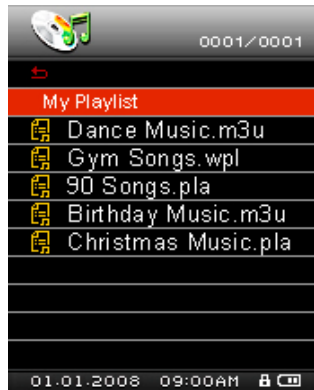 0001/0001
My Playlist
Dance Music.m3u
Gym Songs.wpl
90 Songs.pla
Birthday Music.m3u
Christmas Music.pla
01.01.2008 09:00AM